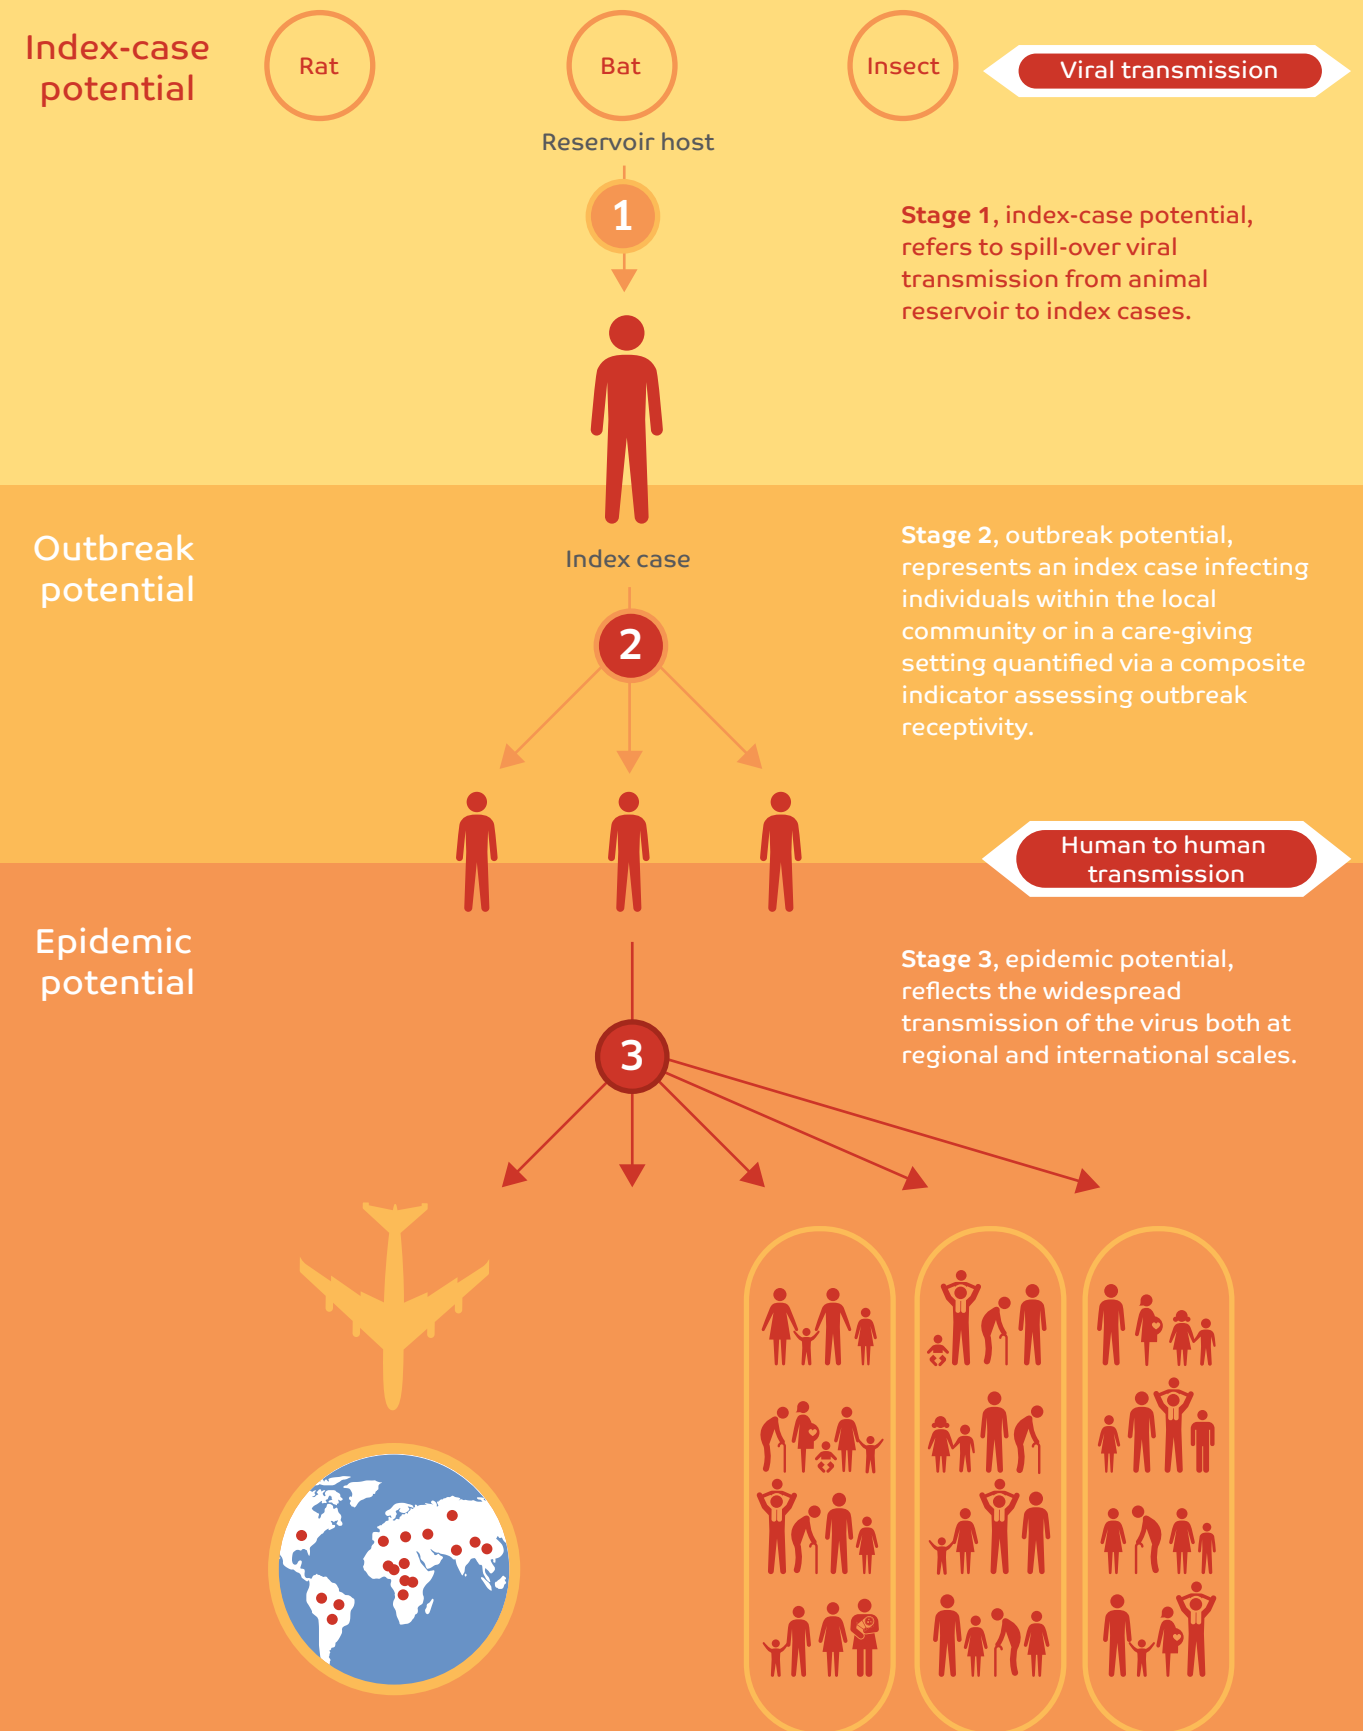 Index-case
potential
Rat
Bat
Insect
Viral transmission
Reservoir host
1
Stage 1, index-case potential,
refers to spill-over viral
transmission from animal
reservoir to index cases.
Outbreak
potential
Index case
2
Stage 2, outbreak potential,
represents an index case infecting
individuals within the local
community or in a care-giving
setting quantified via a composite
indicator assessing outbreak
receptivity.
Human to human
transmission
Epidemic
potential
3
Stage 3, epidemic potential,
reflects the widespread
transmission of the virus both at
regional and international scales.